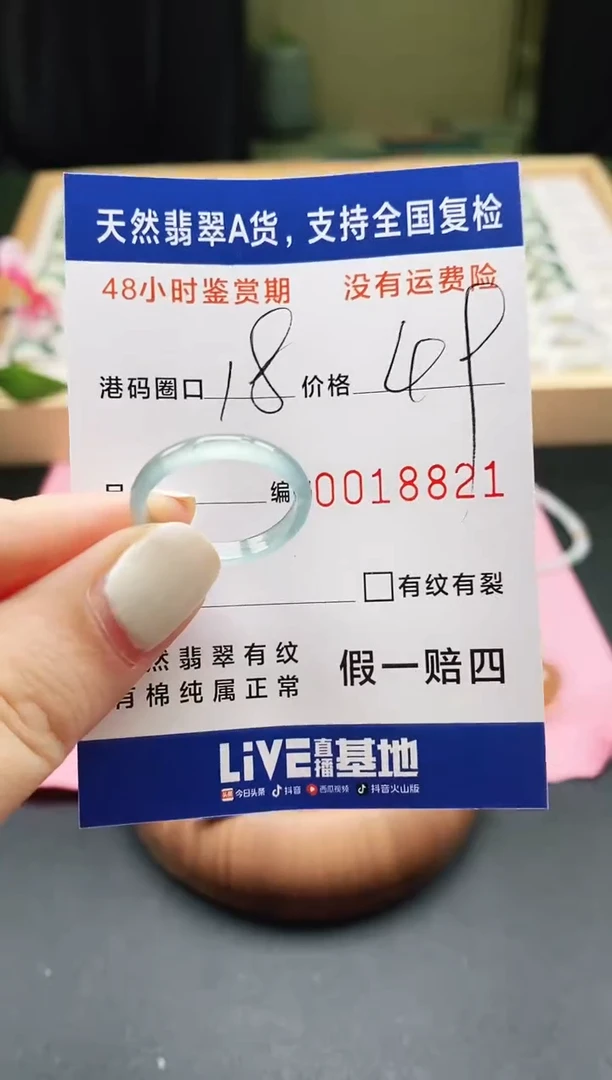 天然翡翠A货，支持全国复检
48小时鉴赏期 没有运费险
港码圈口 18 价格 49
编 0018821
□有纹有裂
翡翠有纹 假一赔四
有棉纯属正常
LiVE直播基地
头条 今日头条 抖音 西瓜视频 抖音火山版